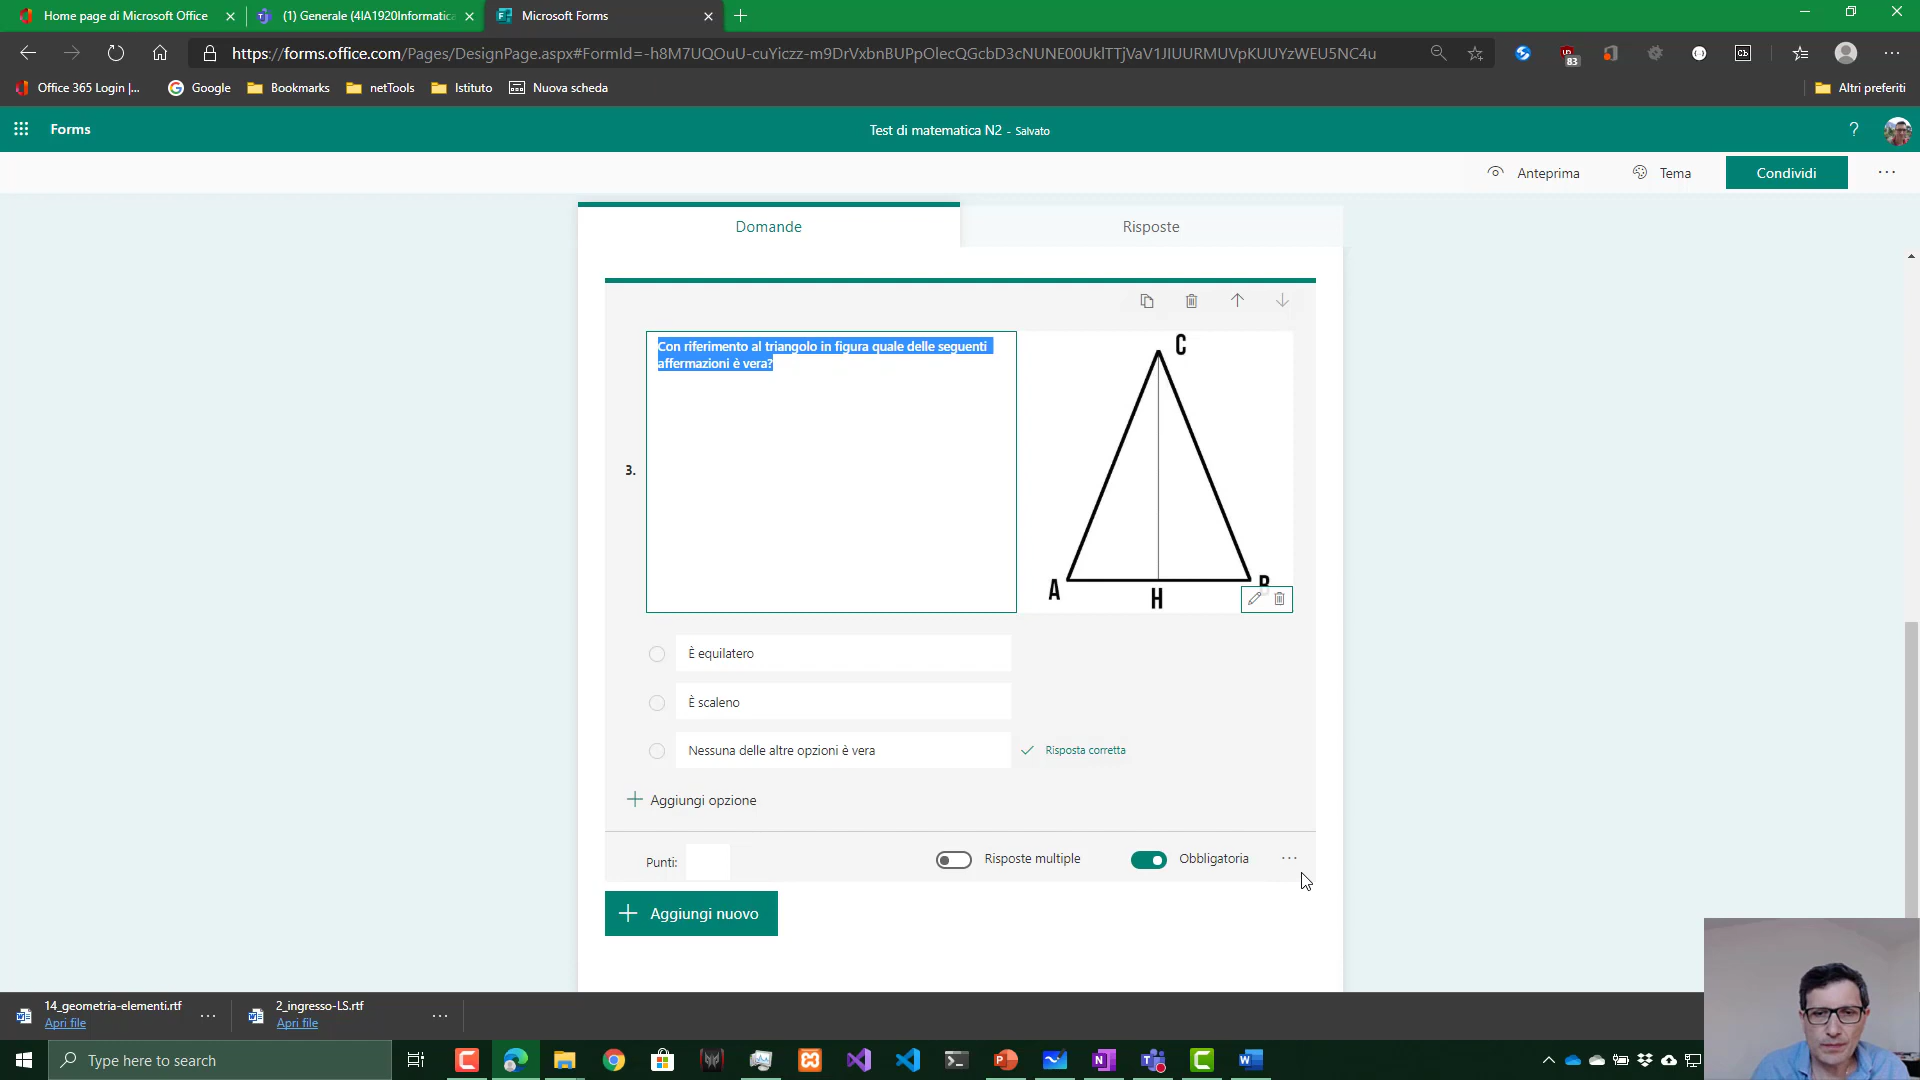 Home page di Microsoft Office
(1) Generale (4IA1920Informatica
Microsoft Forms
https://forms.office.com/Pages/DesignPage.aspx#FormId=-h8M7UQOuU-cuYiczz-m9DrVxbnBUPpOlecQGcbD3cNUNE00UklTTjVaV1JIUURMUVpKUUYzWEU5NC4u
83
Office 365 Login |...
Google
Bookmarks
netTools
Istituto
Nuova scheda
Altri preferiti
Forms
Test di matematica N2 - Salvato
?
Anteprima
Tema
Condividi
Domande
Risposte
Con riferimento al triangolo in figura quale delle seguenti
affermazioni è vera?
C
3.
A
H
B
È equilatero
È scaleno
Nessuna delle altre opzioni è vera
Risposta corretta
Aggiungi opzione
Punti:
Risposte multiple
Obbligatoria
Aggiungi nuovo
14_geometria-elementi.rtf
Apri file
2_ingresso-LS.rtf
Apri file
Type here to search